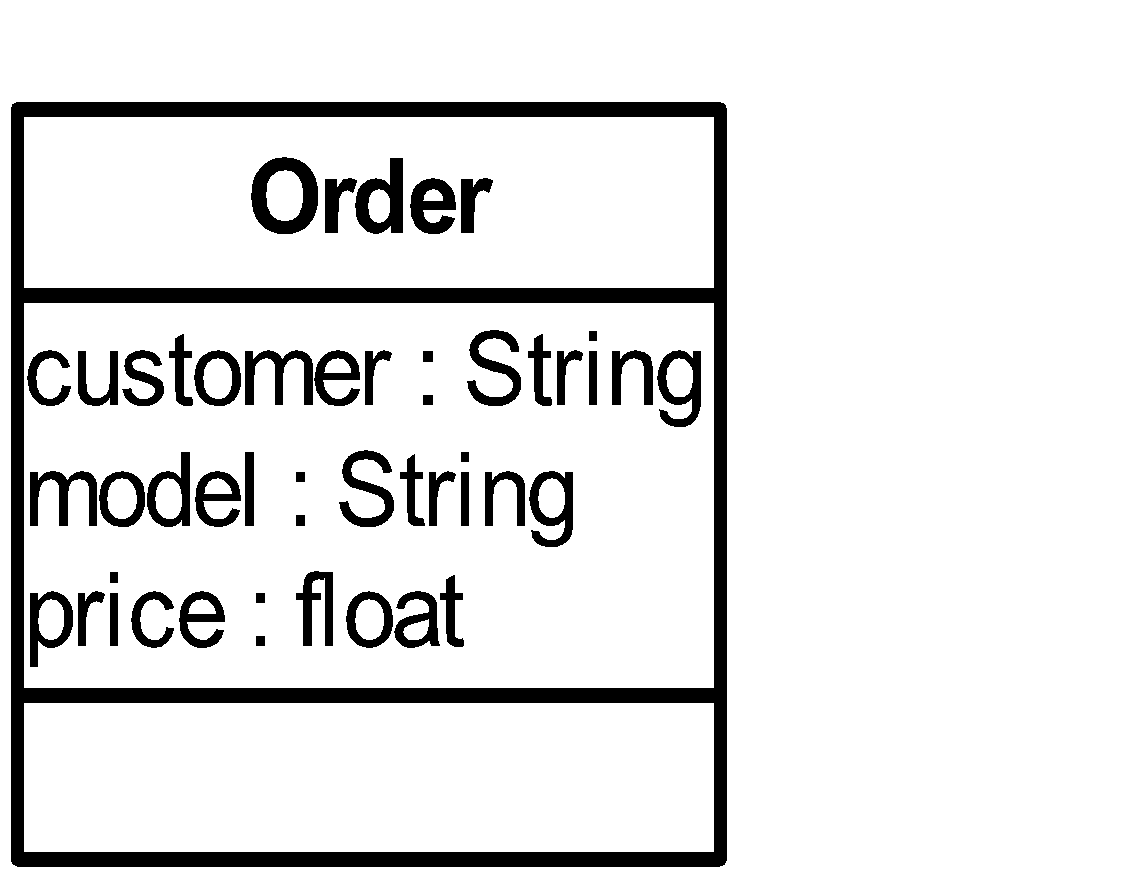 Order
customer : String
model : String
price : float